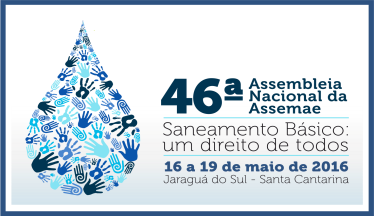 46ª Assembleia
Nacional da
Assemae
Saneamento Básico:
um direito de todos
16 a 19 de maio de 2016
Jaraguá do Sul - Santa Cantarina